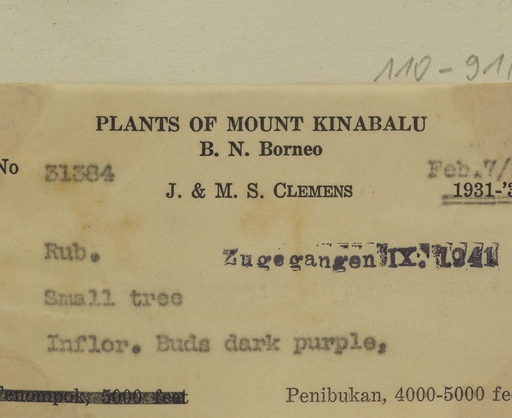 110-911
PLANTS OF MOUNT KINABALU
B. N. Borneo
No 31384 Feb.7/
J. & M. S. CLEMENS 1931-'3
Rub. Zugegangen IX. 1941
Small tree
Inflor. Buds dark purple,
Penompok, 5000 feet Penibukan, 4000-5000 fe